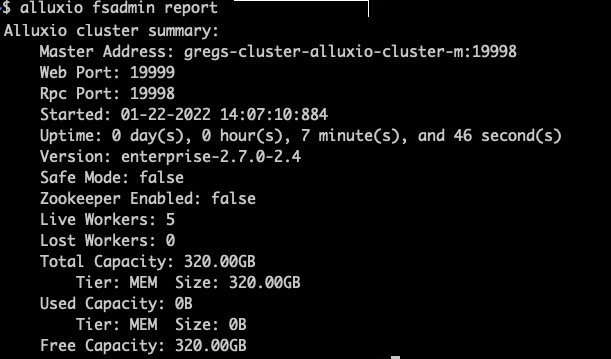 $ alluxio fsadmin report
Alluxio cluster summary:
Master Address: gregs-cluster-alluxio-cluster-m:19998
Web Port: 19999
Rpc Port: 19998
Started: 01-22-2022 14:07:10:884
Uptime: 0 day(s), 0 hour(s), 7 minute(s), and 46 second(s)
Version: enterprise-2.7.0-2.4
Safe Mode: false
Zookeeper Enabled: false
Live Workers: 5
Lost Workers: 0
Total Capacity: 320.00GB
Tier: MEM  Size: 320.00GB
Used Capacity: 0B
Tier: MEM  Size: 0B
Free Capacity: 320.00GB